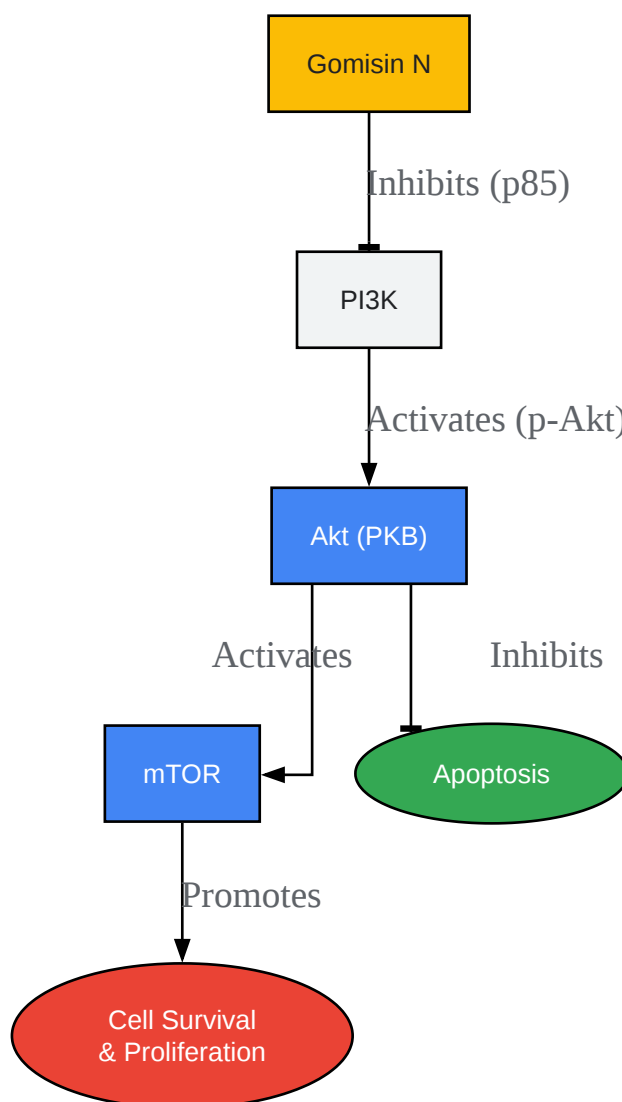 Gomisin N
Inhibits (p85)
PI3K
Activates (p-Akt)
Akt (PKB)
Activates
Inhibits
mTOR
Apoptosis
Promotes
Cell Survival
& Proliferation